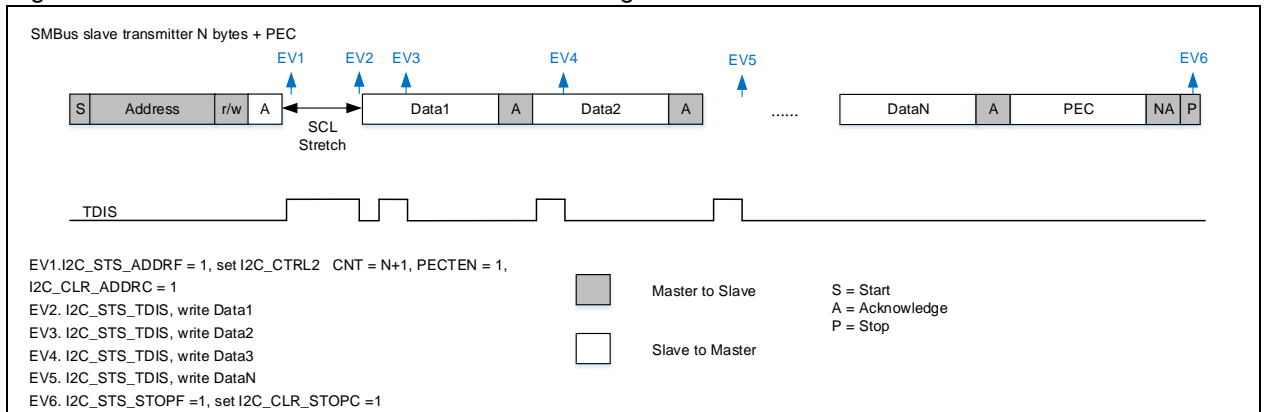 SMBus slave transmitter N bytes + PEC
EV1 EV2 EV3 EV4 EV5 EV6
S Address r/w A Data1 A Data2 A ...... DataN A PEC NA P
SCL
Stretch
TDIS
EV1.I2C_STS_ADDRF = 1, set I2C_CTRL2 CNT = N+1, PECTEN = 1,
I2C_CLR_ADDRC = 1
EV2. I2C_STS_TDIS, write Data1
EV3. I2C_STS_TDIS, write Data2
EV4. I2C_STS_TDIS, write Data3
EV5. I2C_STS_TDIS, write DataN
EV6. I2C_STS_STOPF =1, set I2C_CLR_STOPC =1
Master to Slave
Slave to Master
S = Start
A = Acknowledge
P = Stop